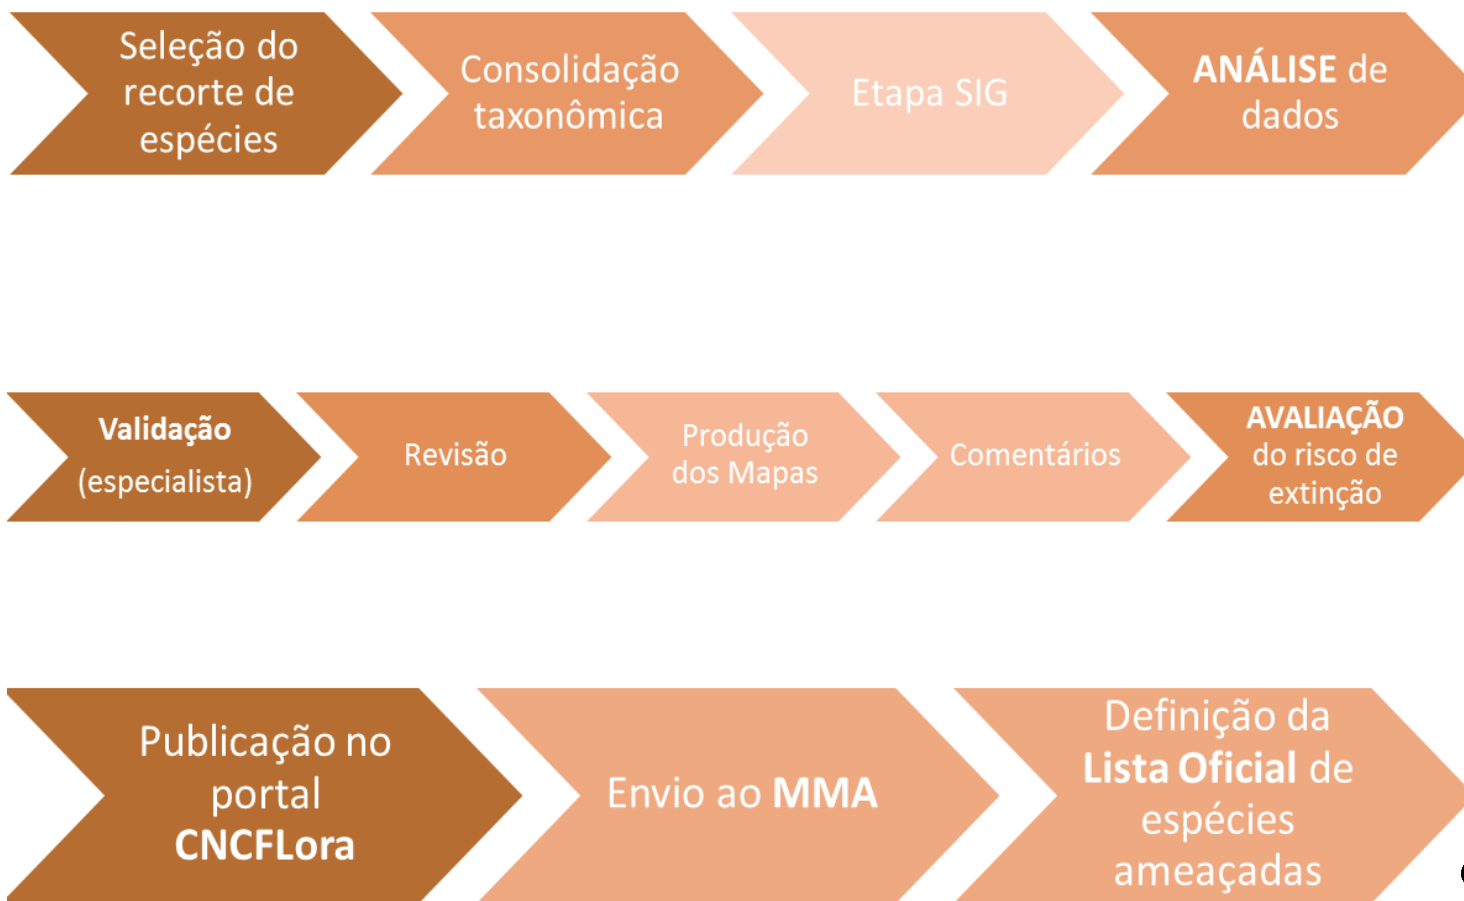 Seleção do
recorte de
espécies
Consolidação
taxonômica
Etapa SIG
ANÁLISE de
dados
Validação
(especialista)
Revisão
Produção
dos Mapas
Comentários
AVALIAÇÃO
do risco de
extinção
Publicação no
portal
CNCFLora
Envio ao MMA
Definição da
Lista Oficial de
espécies
ameaçadas